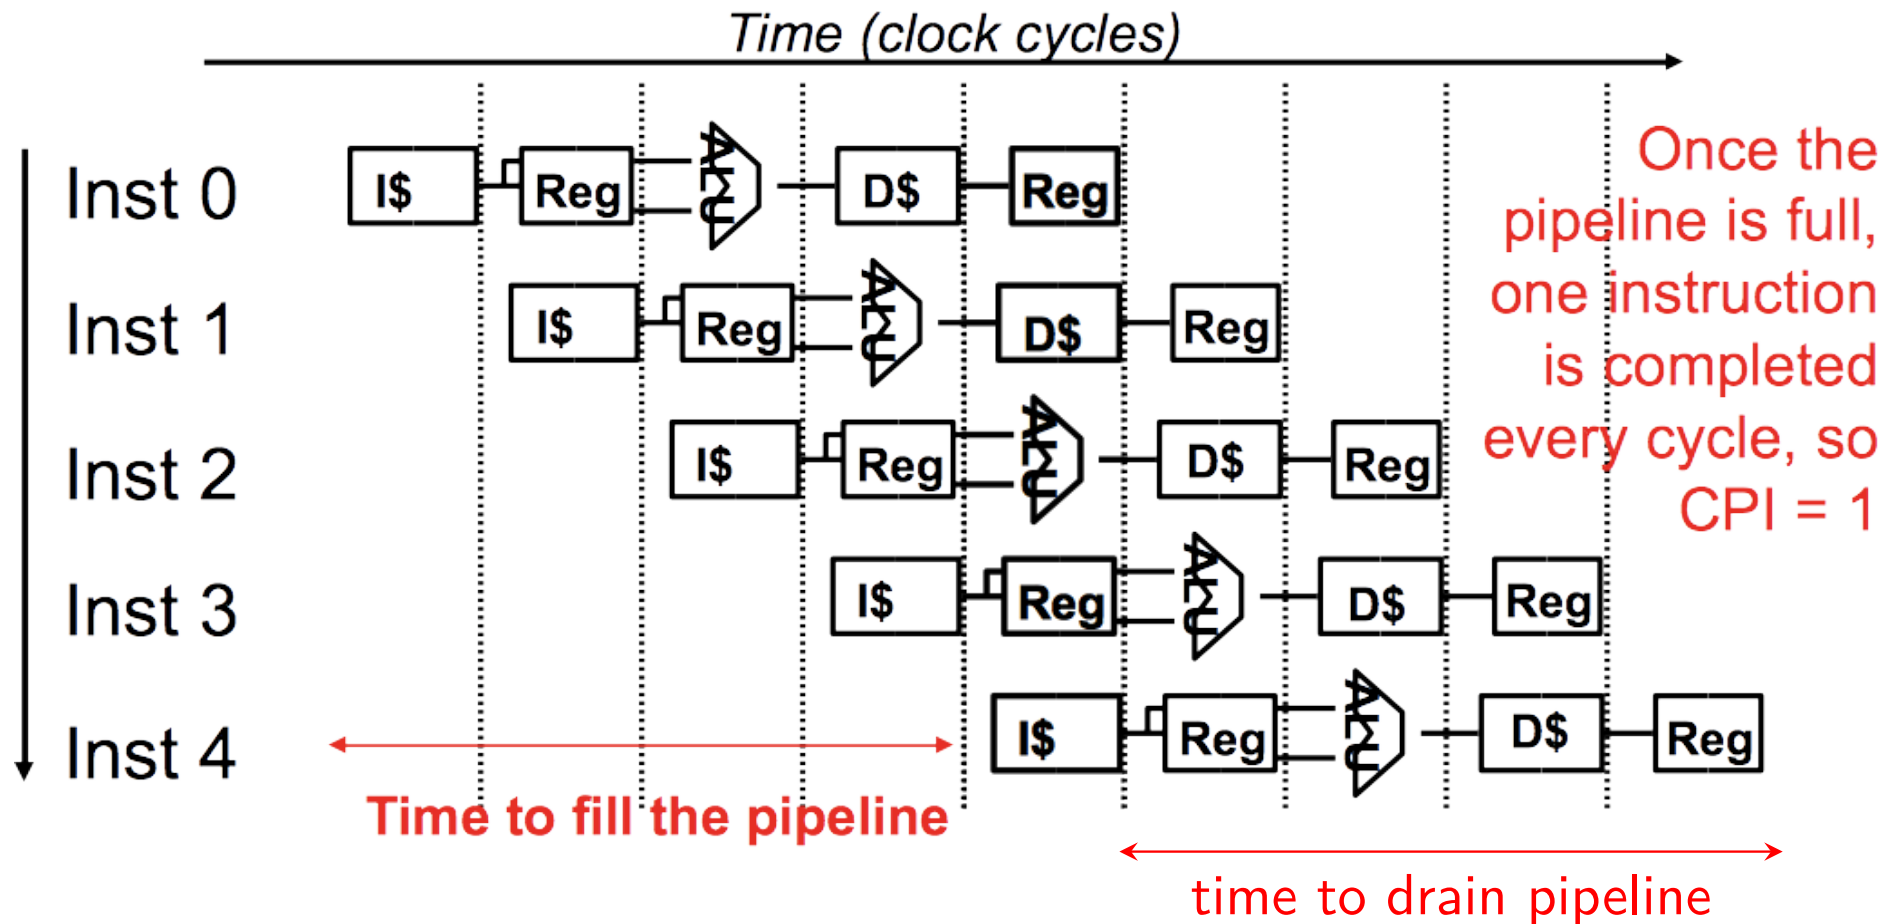 Time (clock cycles)
Inst 0
I$
Reg
ALU
D$
Reg
Inst 1
I$
Reg
ALU
D$
Reg
Inst 2
I$
Reg
ALU
D$
Reg
Inst 3
I$
Reg
ALU
D$
Reg
Inst 4
I$
Reg
ALU
D$
Reg
Once the
pipeline is full,
one instruction
is completed
every cycle, so
CPI = 1
Time to fill the pipeline
time to drain pipeline